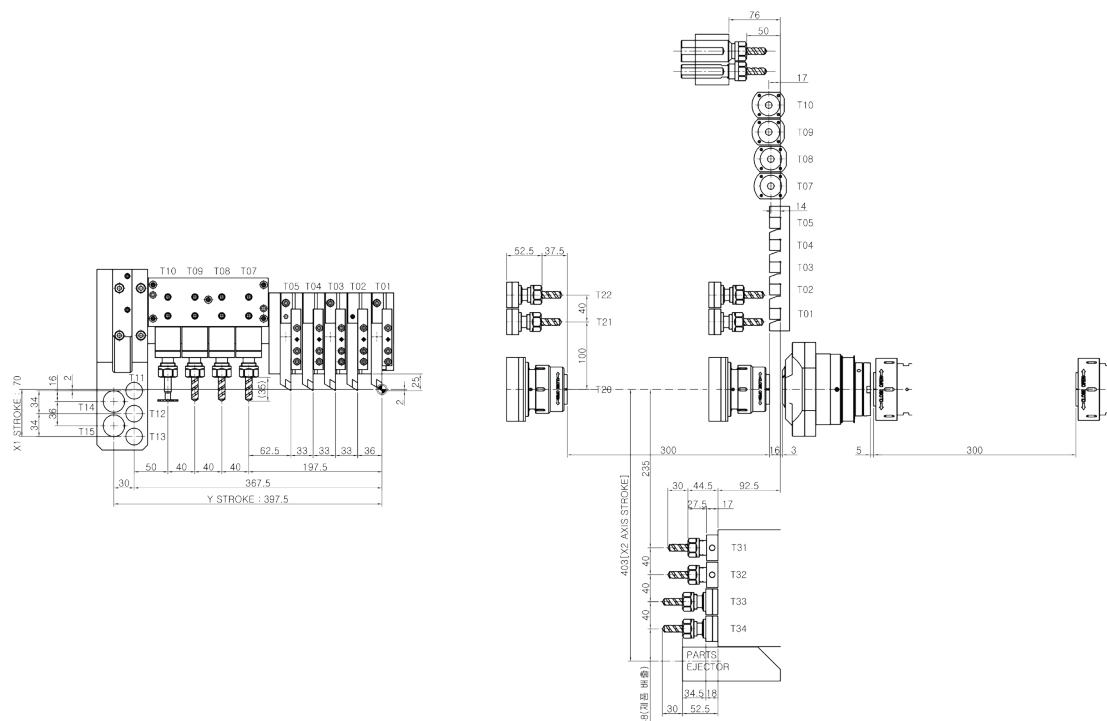 76
50
17
T10
T09
T08
T07
14
T05
T04
T03
T02
T01
T10 T09 T08 T07
T05 T04 T03 T02 T01
52.5 37.5
T22
40
T21
100
T20
X1 STROKE 70
16
2
34
T11
T14
T12
36
34
T15
T13
(35)
25
2
62.5 33 33 33 36
50 40 40 40 197.5
30 367.5
Y STROKE : 397.5
300 16 3 5 300
235
403[X2 AXIS STROKE]
30 44.5 92.5
27.5 17
T31
40
T32
40
T33
40
T34
PARTS
EJECTOR
8(제품 배출)
34.5 18
30 52.5